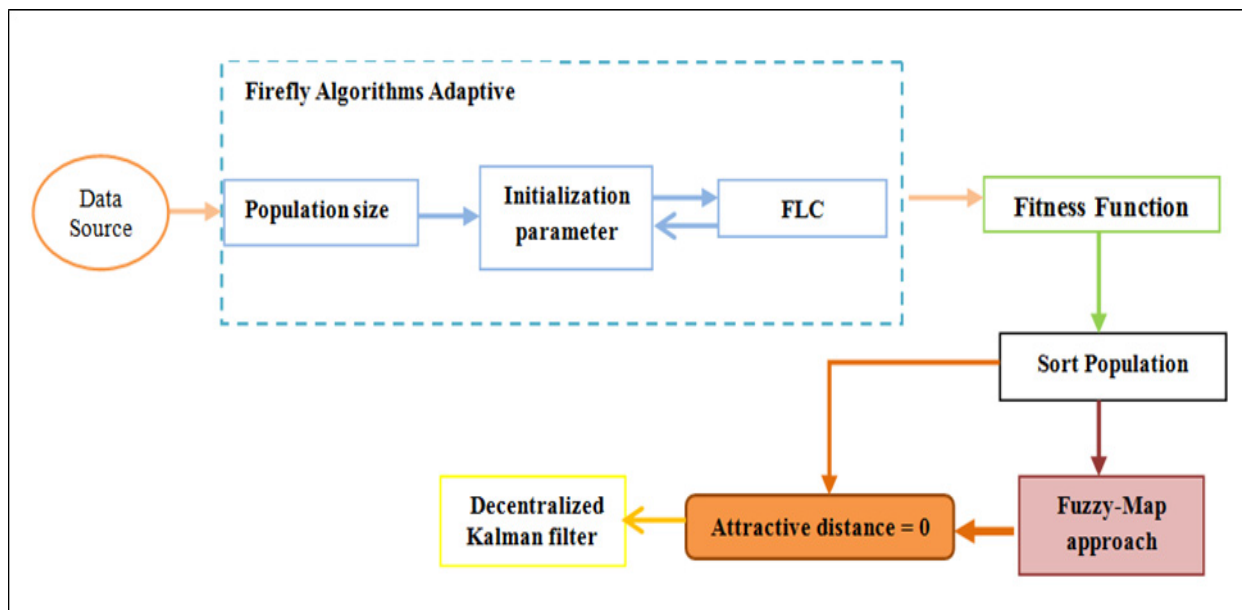 Firefly Algorithms Adaptive
Data
Source
Population size
Initialization
parameter
FLC
Fitness Function
Sort Population
Decentralized
Kalman filter
Attractive distance = 0
Fuzzy-Map
approach